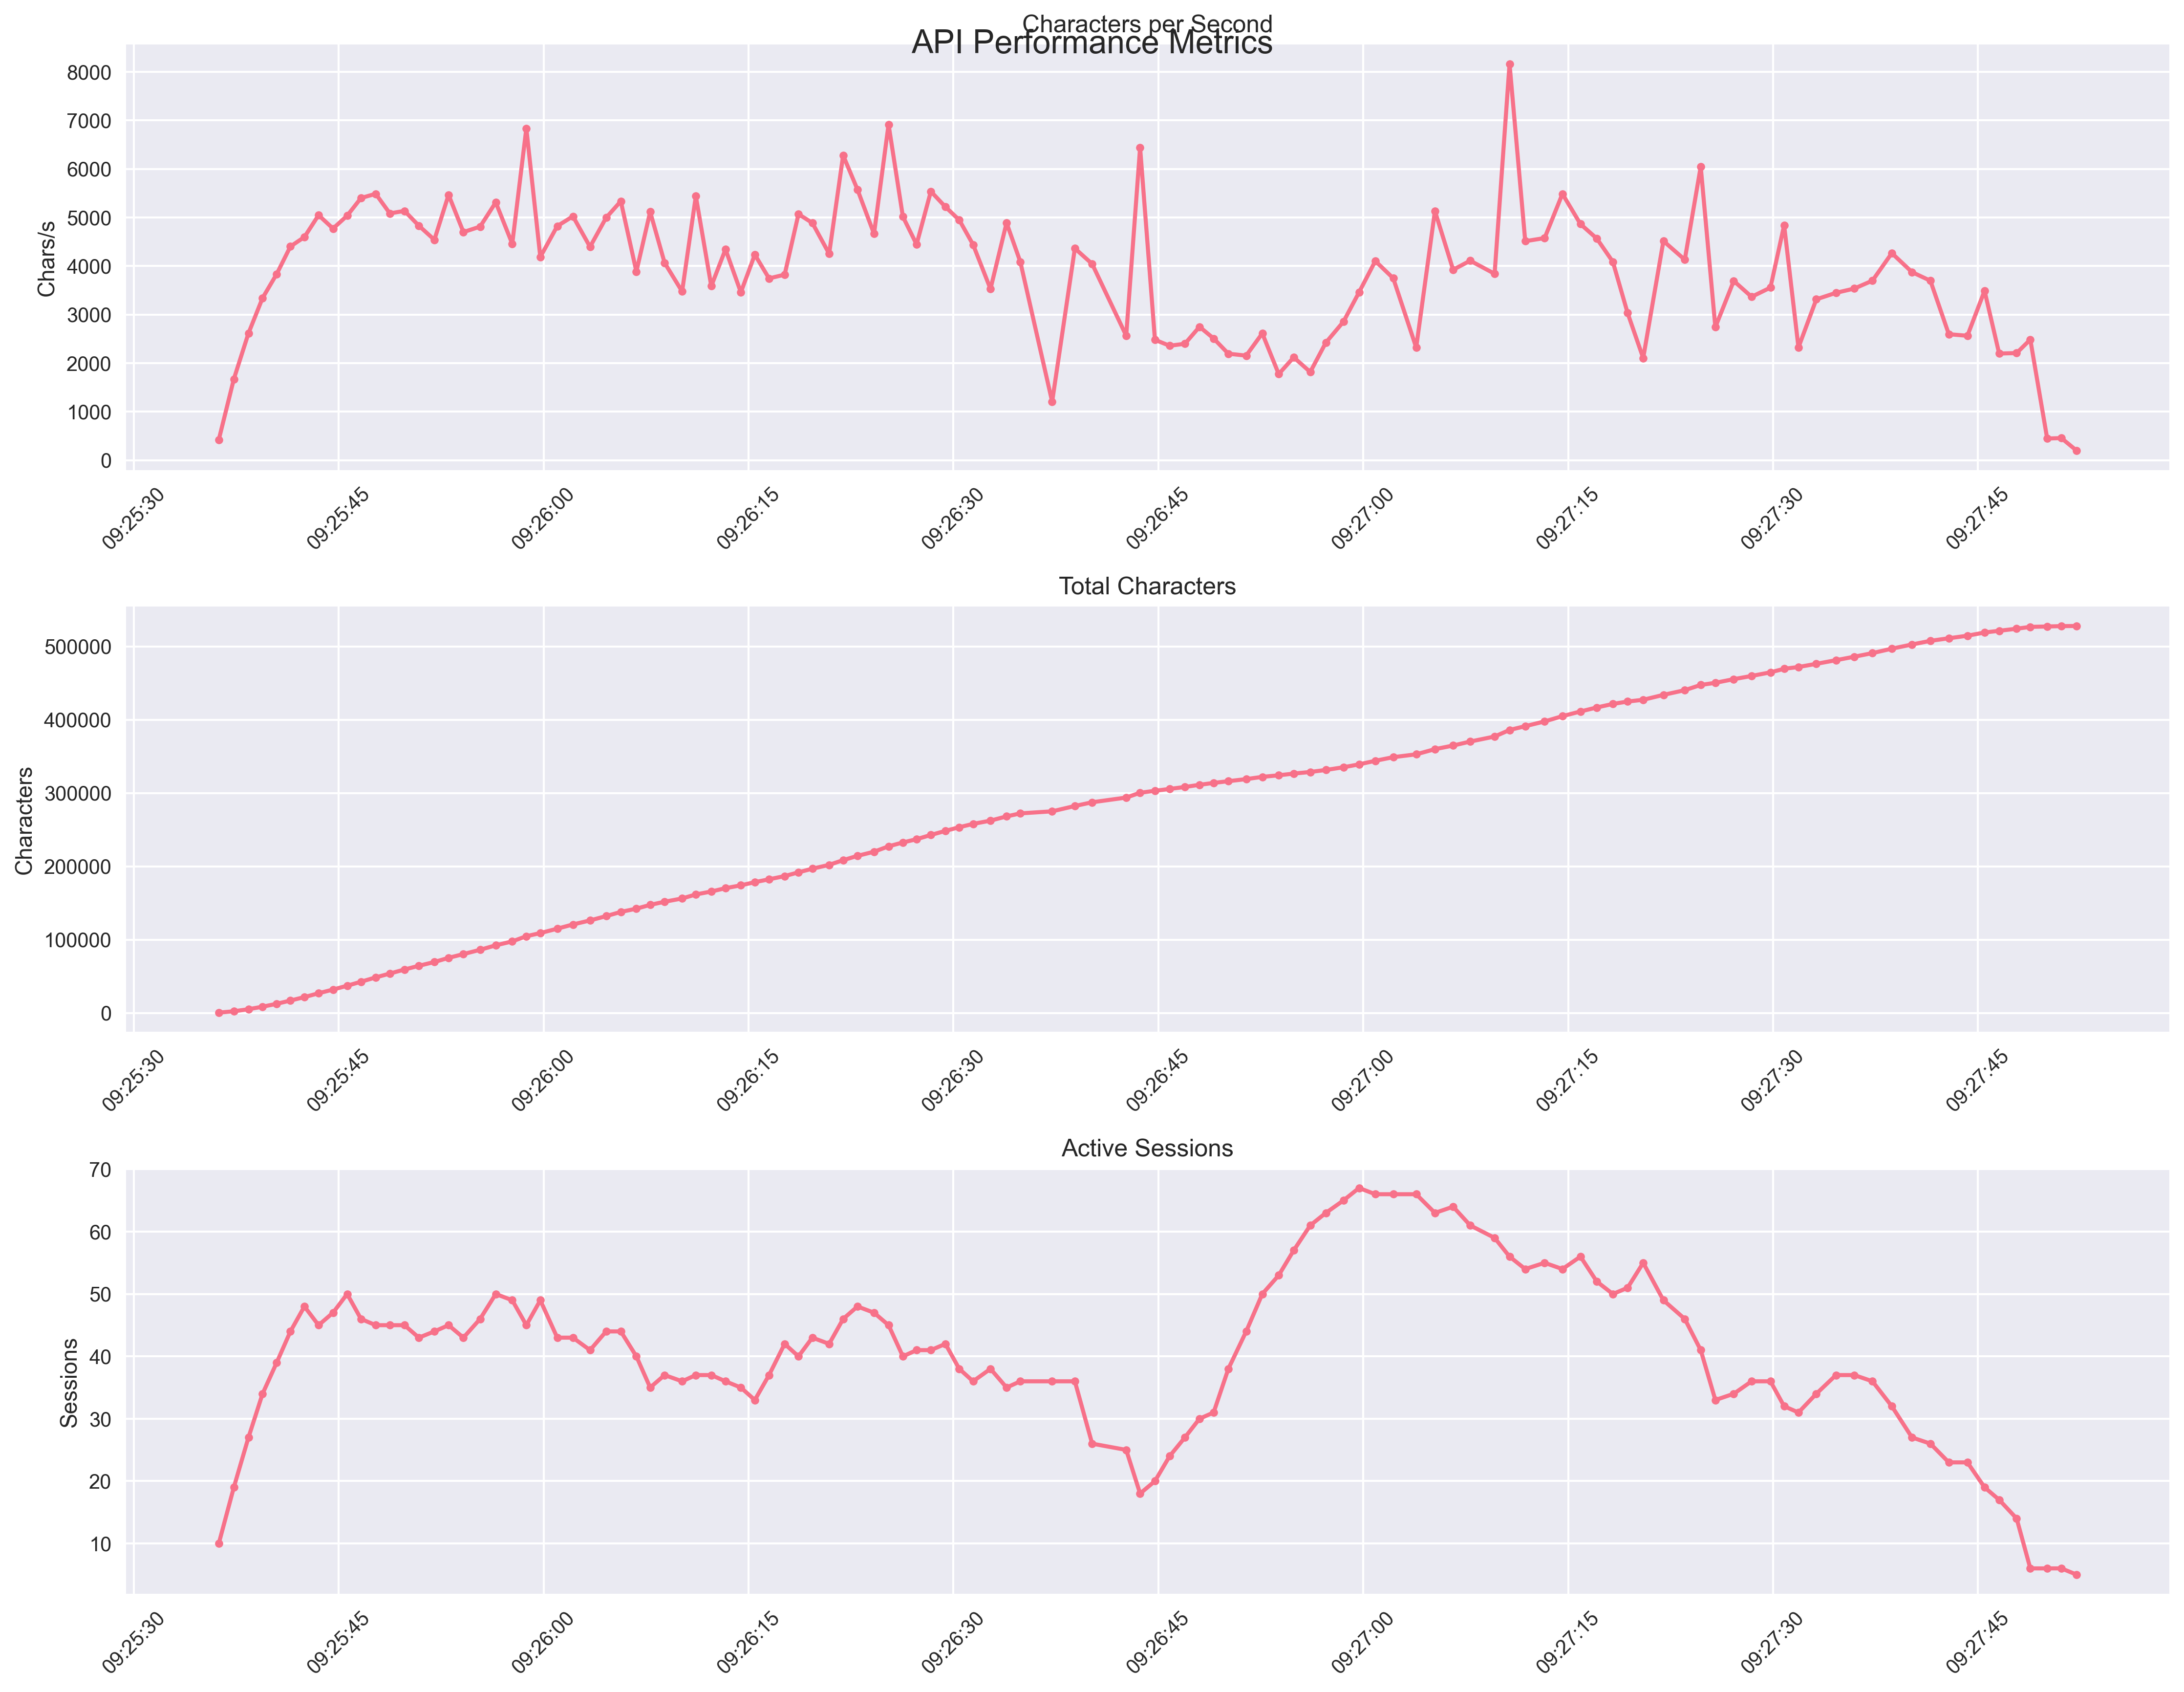 Characters per Second
API Performance Metrics
Chars/s
8000
7000
6000
5000
4000
3000
2000
1000
0
09:25:30 09:25:45 09:26:00 09:26:15 09:26:30 09:26:45 09:27:00 09:27:15 09:27:30 09:27:45
Total Characters
Characters
500000
400000
300000
200000
100000
0
09:25:30 09:25:45 09:26:00 09:26:15 09:26:30 09:26:45 09:27:00 09:27:15 09:27:30 09:27:45
Active Sessions
Sessions
70
60
50
40
30
20
10
09:25:30 09:25:45 09:26:00 09:26:15 09:26:30 09:26:45 09:27:00 09:27:15 09:27:30 09:27:45